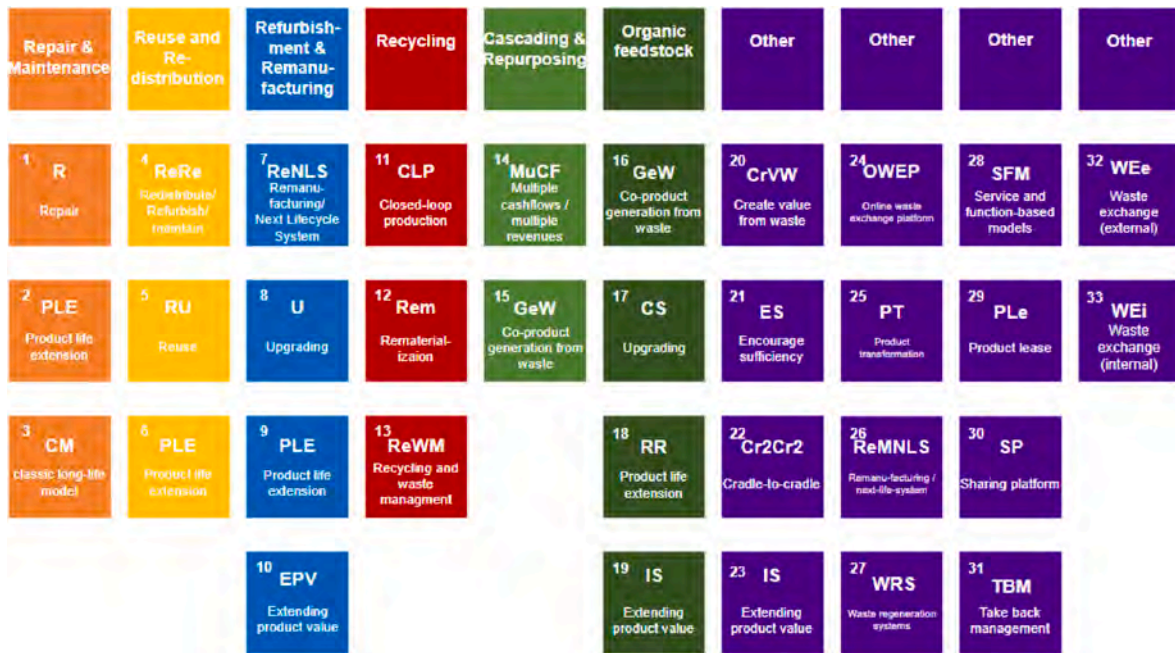 Repair &
Maintenance
Reuse and
Re-
distribution
Refurbish-
ment &
Remanu-
facturing
Recycling
Cascading &
Repurposing
Organic
feedstock
Other
Other
Other
Other
1
R
Repair
4
ReRe
Redistribute/
Refurbish/
maintain
7
ReNLS
Remanu-
facturing/
Next Lifecycle
System
11
CLP
Closed-loop
production
14
MuCF
Multiple
cashflows /
multiple
revenues
16
GeW
Co-product
generation from
waste
20
CrVW
Create value
from waste
24
OWEP
Online waste
exchange platform
28
SFM
Service and
function-based
models
32
WEe
Waste
exchange
(external)
2
PLE
Product life
extension
5
RU
Reuse
8
U
Upgrading
12
Rem
Rematerial-
izaion
15
GeW
Co-product
generation from
waste
17
CS
Upgrading
21
ES
Encourage
sufficiency
25
PT
Product
transformation
29
PLe
Product lease
33
WEi
Waste
exchange
(internal)
3
CM
classic long-life
model
6
PLE
Product life
extension
9
PLE
Product life
extension
13
ReWM
Recycling and
waste
managment
18
RR
Product life
extension
22
Cr2Cr2
Cradle-to-cradle
26
ReMNLS
Remanu-facturing /
next-life-system
30
SP
Sharing platform
10
EPV
Extending
product value
19
IS
Extending
product value
23
IS
Extending
product value
27
WRS
Waste regeneration
systems
31
TBM
Take back
management